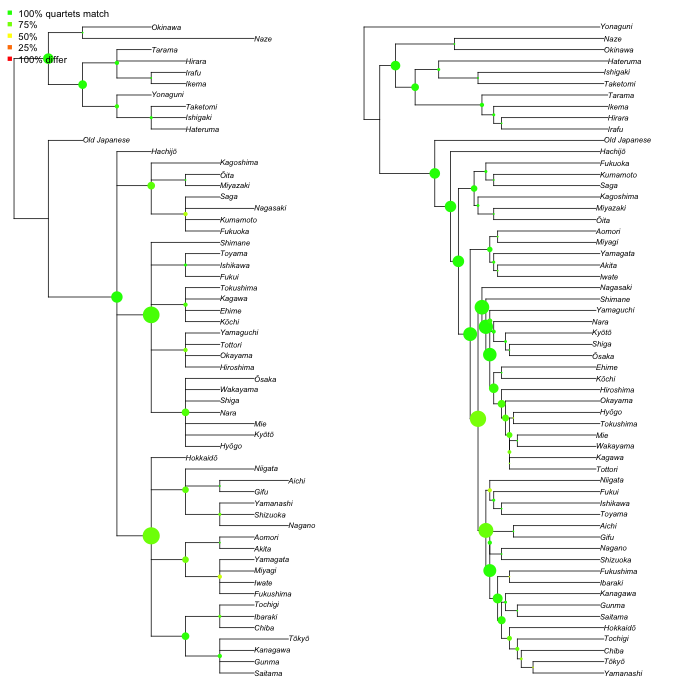 100% quartets match
75%
50%
25%
100% differ
Okinawa
Naze
Tarama
Hirara
Irafu
Ikema
Yonaguni
Taketomi
Ishigaki
Hateruma
Old Japanese
Hachijō
Kagoshima
Ōita
Miyazaki
Saga
Nagasaki
Kumamoto
Fukuoka
Shimane
Toyama
Ishikawa
Fukui
Tokushima
Kagawa
Ehime
Kōchi
Yamaguchi
Tottori
Okayama
Hiroshima
Ōsaka
Wakayama
Shiga
Nara
Mie
Kyōtō
Hyōgo
Hokkaidō
Niigata
Aichi
Gifu
Yamanashi
Shizuoka
Nagano
Aomori
Akita
Yamagata
Miyagi
Iwate
Fukushima
Tochigi
Ibaraki
Chiba
Tōkyō
Kanagawa
Gunma
Saitama
Yonaguni
Naze
Okinawa
Hateruma
Ishigaki
Taketomi
Tarama
Ikema
Hirara
Irafu
Old Japanese
Hachijō
Fukuoka
Kumamoto
Saga
Kagoshima
Miyazaki
Ōita
Aomori
Miyagi
Yamagata
Akita
Iwate
Nagasaki
Shimane
Yamaguchi
Nara
Kyōtō
Shiga
Ōsaka
Ehime
Kōchi
Hiroshima
Okayama
Hyōgo
Tokushima
Mie
Wakayama
Kagawa
Tottori
Niigata
Fukui
Ishikawa
Toyama
Aichi
Gifu
Nagano
Shizuoka
Fukushima
Ibaraki
Kanagawa
Gunma
Saitama
Hokkaidō
Tochigi
Chiba
Tōkyō
Yamanashi